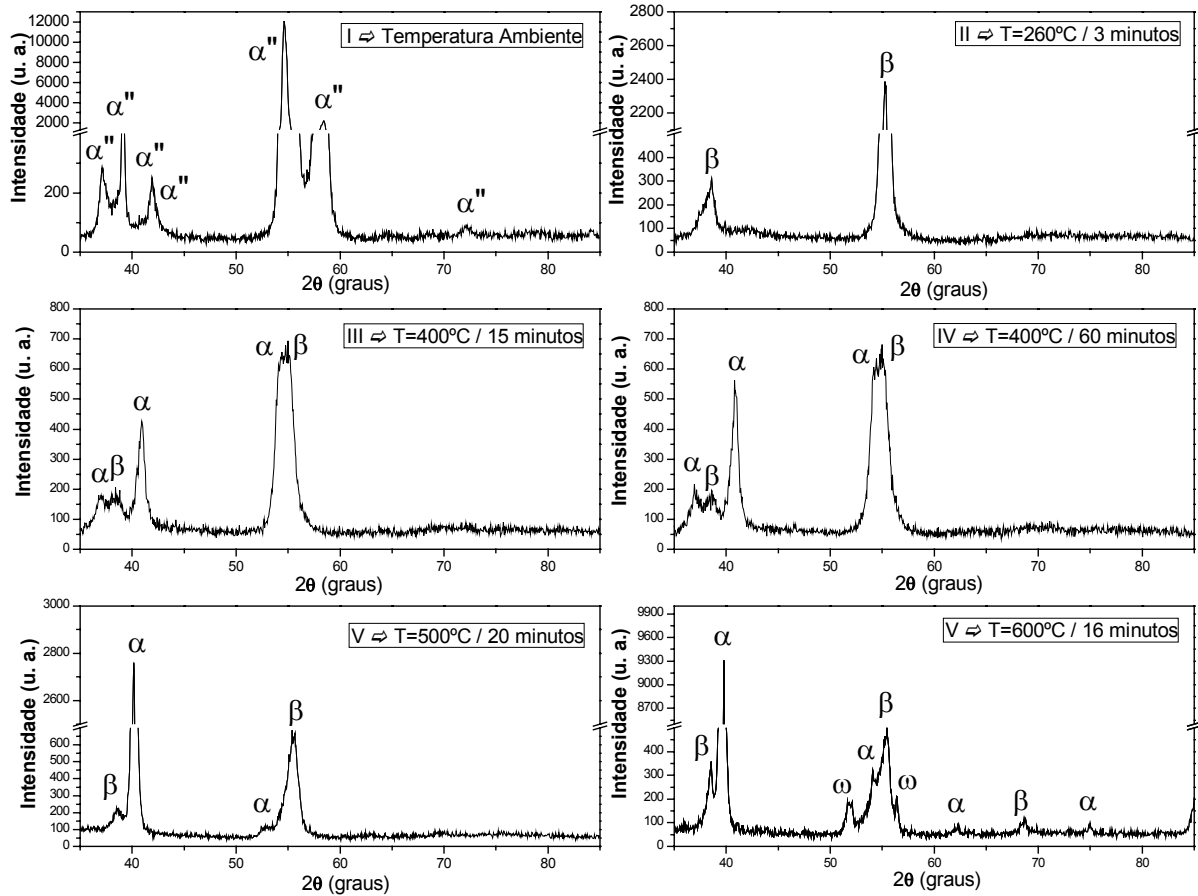 Intensidade (u. a.)
12000
10000
8000
6000
4000
200
0
I ⇨ Temperatura Ambiente
α"
α"
α"
α"
α"
α"
α"
40
50
60
70
80
2θ (graus)
Intensidade (u. a.)
2800
2600
2400
2200
400
300
200
100
0
II ⇨ T=260ºC / 3 minutos
β
β
40
50
60
70
80
2θ (graus)
Intensidade (u. a.)
800
700
600
500
400
300
200
100
0
III ⇨ T=400ºC / 15 minutos
α
β
α
α
β
40
50
60
70
80
2θ (graus)
Intensidade (u. a.)
800
700
600
500
400
300
200
100
0
IV ⇨ T=400ºC / 60 minutos
α
β
α
α
β
40
50
60
70
80
2θ (graus)
Intensidade (u. a.)
3000
2800
2600
600
500
400
300
200
100
0
V ⇨ T=500ºC / 20 minutos
β
α
α
β
40
50
60
70
80
2θ (graus)
Intensidade (u. a.)
9900
9600
9300
9000
8700
400
300
200
100
0
V ⇨ T=600ºC / 16 minutos
β
α
ω
α
β
ω
α
β
α
40
50
60
70
80
2θ (graus)